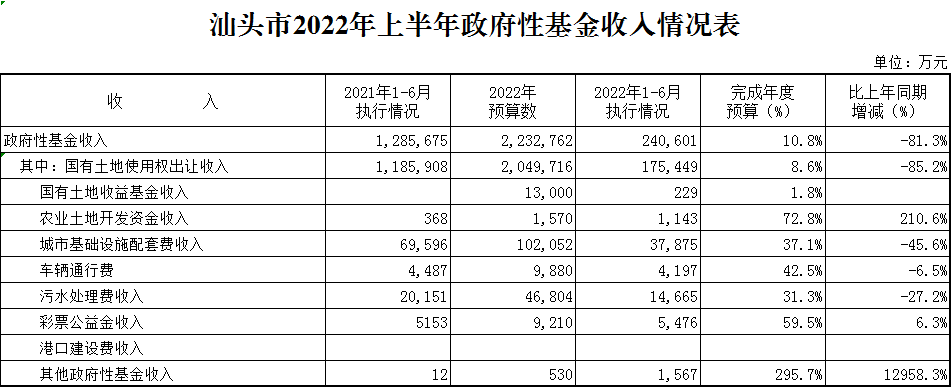 汕头市2022年上半年政府性基金收入情况表
单位：万元
收 入 2021年1-6月执行情况 2022年预算数 2022年1-6月执行情况 完成年度预算（%） 比上年同期增减（%）
政府性基金收入 1,285,675 2,232,762 240,601 10.8% -81.3%
其中：国有土地使用权出让收入 1,185,908 2,049,716 175,449 8.6% -85.2%
国有土地收益基金收入 13,000 229 1.8%
农业土地开发资金收入 368 1,570 1,143 72.8% 210.6%
城市基础设施配套费收入 69,596 102,052 37,875 37.1% -45.6%
车辆通行费 4,487 9,880 4,197 42.5% -6.5%
污水处理费收入 20,151 46,804 14,665 31.3% -27.2%
彩票公益金收入 5153 9,210 5,476 59.5% 6.3%
港口建设费收入
其他政府性基金收入 12 530 1,567 295.7% 12958.3%